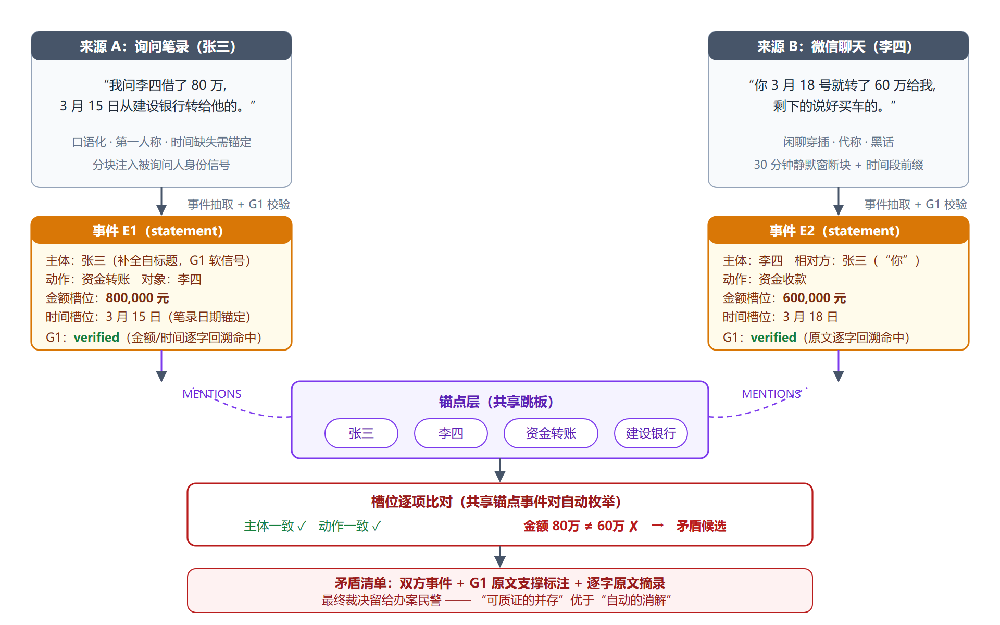 来源 A：询问笔录（张三）
“我问李四借了 80 万,
3 月 15 日从建设银行转给他的。”
口语化 · 第一人称 · 时间缺失需锚定
分块注入被询问人身份信号
事件抽取 + G1 校验
事件 E1（statement）
主体：张三（补全自标题，G1 软信号）
动作：资金转账 对象：李四
金额槽位：800,000 元
时间槽位：3 月 15 日（笔录日期锚定）
G1：verified（金额/时间逐字回溯命中）
MENTIONS
来源 B：微信聊天（李四）
“你 3 月 18 号就转了 60 万给我,
剩下的说好买车的。”
闲聊穿插 · 代称 · 黑话
30 分钟静默窗断块 + 时间段前缀
事件抽取 + G1 校验
事件 E2（statement）
主体：李四 相对方：张三（“你”）
动作：资金收款
金额槽位：600,000 元
时间槽位：3 月 18 日
G1：verified（原文逐字回溯命中）
MENTIONS
锚点层（共享跳板）
张三 李四 资金转账 建设银行
槽位逐项比对（共享锚点事件对自动枚举）
主体一致 ✓ 动作一致 ✓ 金额 80万 ≠ 60万 ✗ → 矛盾候选
矛盾清单：双方事件 + G1 原文支撑标注 + 逐字原文摘录
最终裁决留给办案民警 —— “可质证的并存”优于“自动的消解”